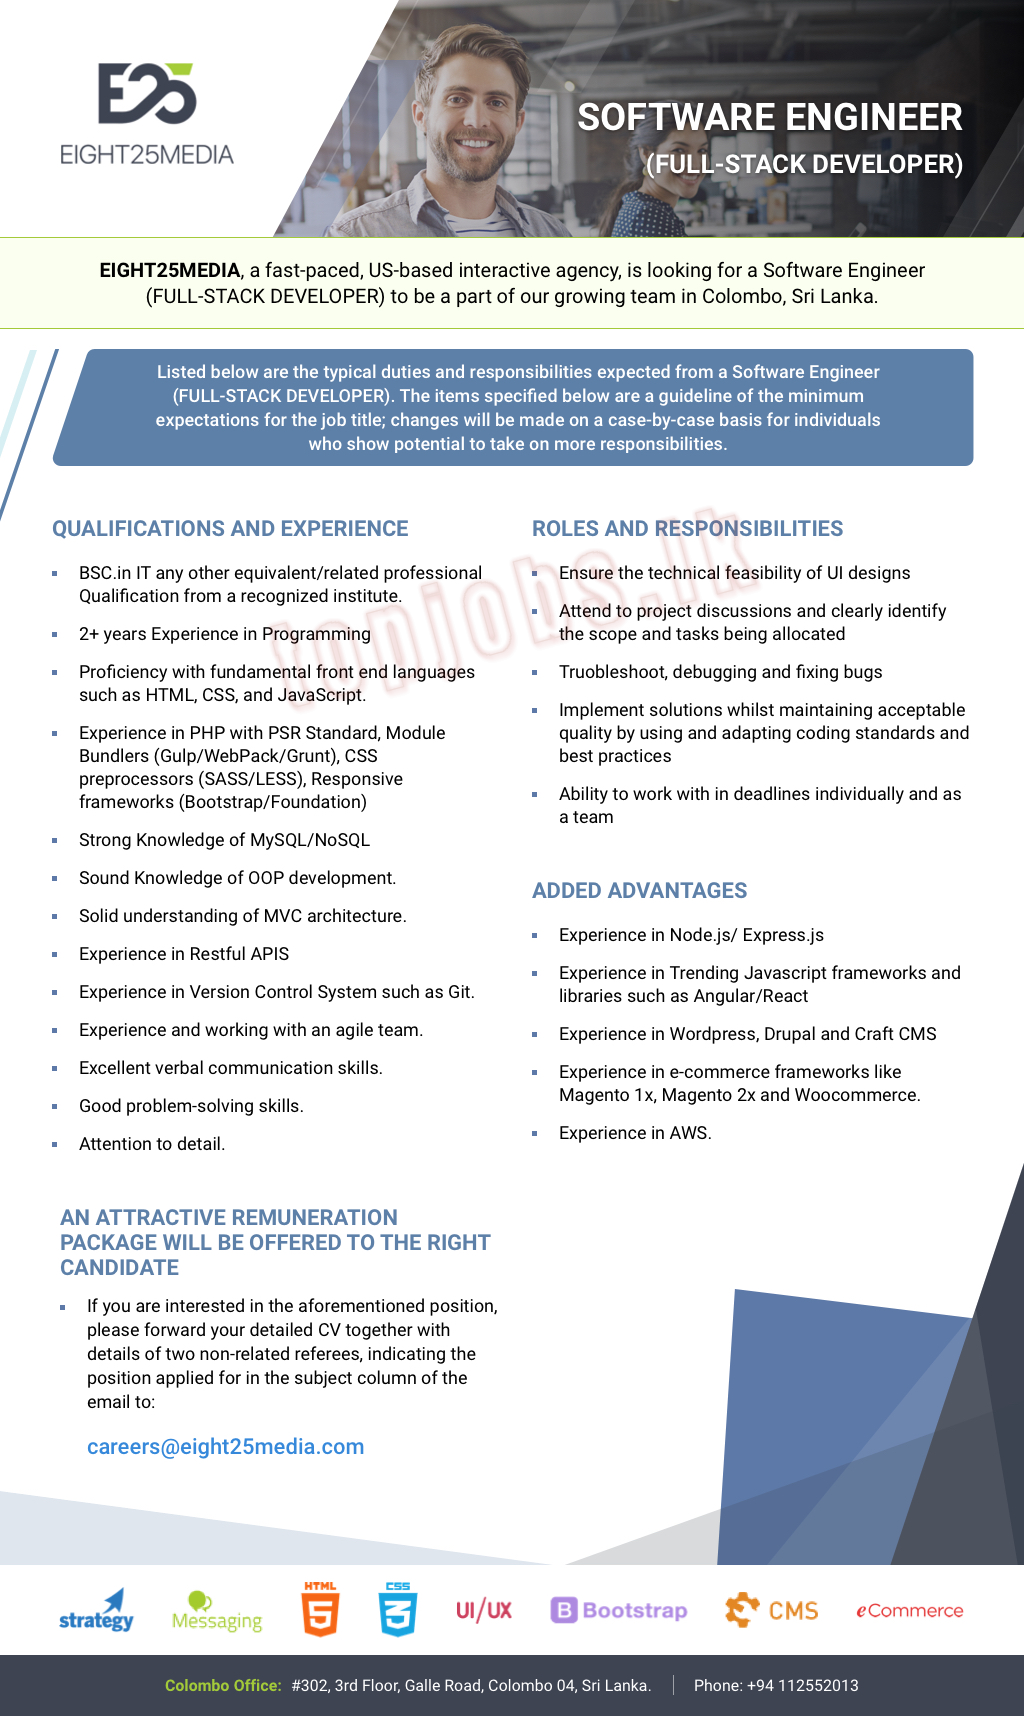 E25
EIGHT25MEDIA
SOFTWARE ENGINEER
(FULL-STACK DEVELOPER)
EIGHT25MEDIA, a fast-paced, US-based interactive agency, is looking for a Software Engineer
(FULL-STACK DEVELOPER) to be a part of our growing team in Colombo, Sri Lanka.
Listed below are the typical duties and responsibilities expected from a Software Engineer
(FULL-STACK DEVELOPER). The items specified below are a guideline of the minimum
expectations for the job title; changes will be made on a case-by-case basis for individuals
who show potential to take on more responsibilities.
QUALIFICATIONS AND EXPERIENCE
BSC.in IT any other equivalent/related professional
Qualification from a recognized institute.
2+ years Experience in Programming
Proficiency with fundamental front end languages
such as HTML, CSS, and JavaScript.
Experience in PHP with PSR Standard, Module
Bundlers (Gulp/WebPack/Grunt), CSS
preprocessors (SASS/LESS), Responsive
frameworks (Bootstrap/Foundation)
Strong Knowledge of MySQL/NoSQL
Sound Knowledge of OOP development.
Solid understanding of MVC architecture.
Experience in Restful APIS
Experience in Version Control System such as Git.
Experience and working with an agile team.
Excellent verbal communication skills.
Good problem-solving skills.
Attention to detail.
ROLES AND RESPONSIBILITIES
Ensure the technical feasibility of UI designs
Attend to project discussions and clearly identify
the scope and tasks being allocated
Truobleshoot, debugging and fixing bugs
Implement solutions whilst maintaining acceptable
quality by using and adapting coding standards and
best practices
Ability to work with in deadlines individually and as
a team
ADDED ADVANTAGES
Experience in Node.js/ Express.js
Experience in Trending Javascript frameworks and
libraries such as Angular/React
Experience in Wordpress, Drupal and Craft CMS
Experience in e-commerce frameworks like
Magento 1x, Magento 2x and Woocommerce.
Experience in AWS.
topjobs.lk
AN ATTRACTIVE REMUNERATION
PACKAGE WILL BE OFFERED TO THE RIGHT
CANDIDATE
If you are interested in the aforementioned position,
please forward your detailed CV together with
details of two non-related referees, indicating the
position applied for in the subject column of the
email to:
careers@eight25media.com
strategy
Messaging
HTML
5
CSS
3
UI/UX
B Bootstrap
CMS
eCommerce
Colombo Office: #302, 3rd Floor, Galle Road, Colombo 04, Sri Lanka. Phone: +94 112552013